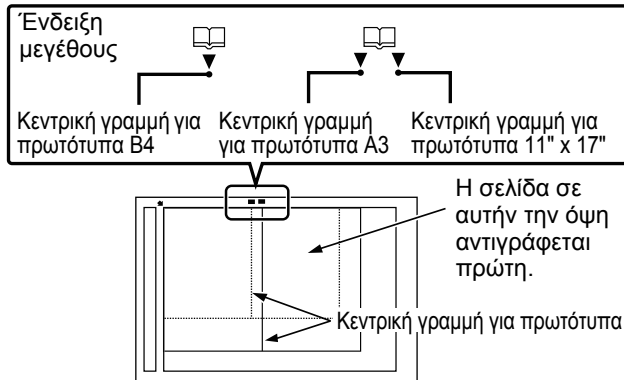 Ένδειξη
μεγέθους
Κεντρική γραμμή για
πρωτότυπα B4
Κεντρική γραμμή
για πρωτότυπα A3
Κεντρική γραμμή για
πρωτότυπα 11" x 17"
Η σελίδα σε
αυτήν την όψη
αντιγράφεται
πρώτη.
Κεντρική γραμμή για πρωτότυπα